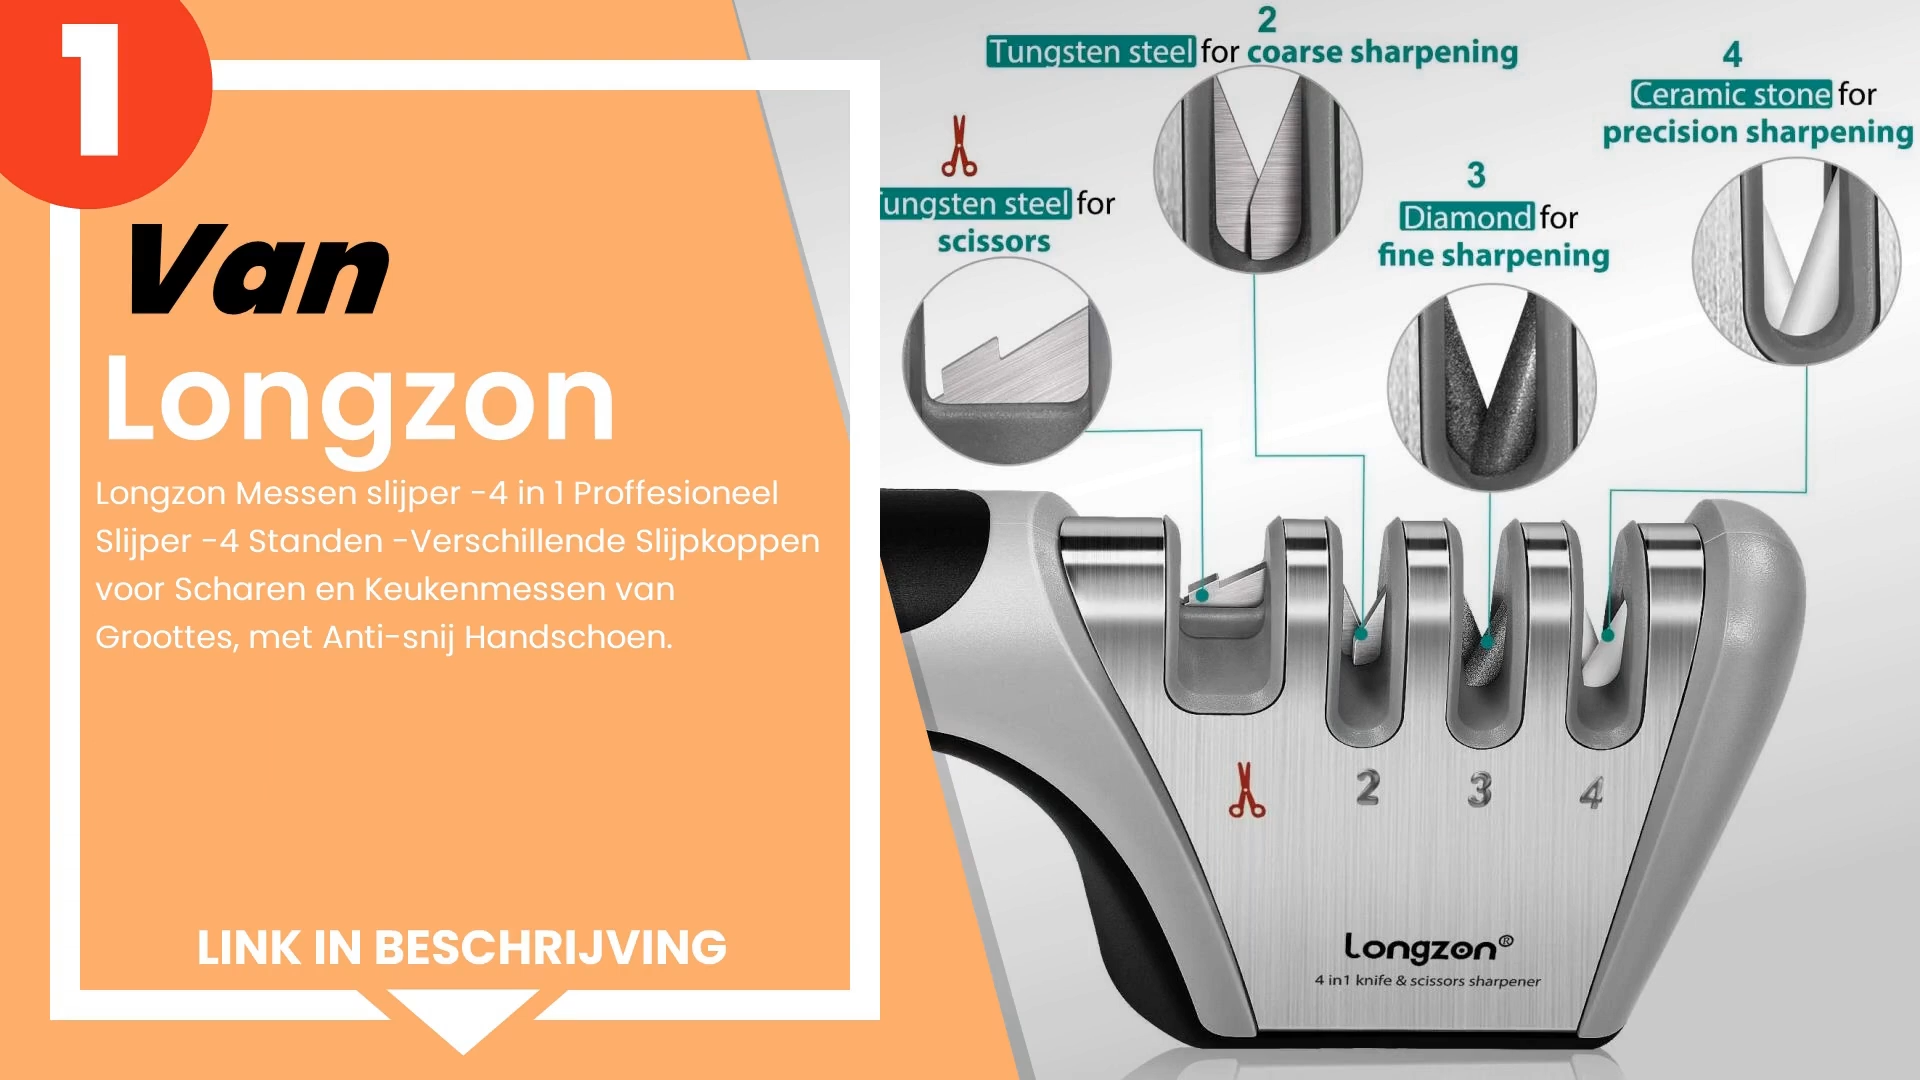 1
Van
Longzon
Longzon Messen slijper -4 in 1 Proffesioneel
Slijper -4 Standen -Verschillende Slijpkoppen
voor Scharen en Keukenmessen van
Groottes, met Anti-snij Handschoen.
LINK IN BESCHRIJVING
2
Tungsten steel for coarse sharpening
4
Ceramic stone for
precision sharpening
ungsten steel for
scissors
3
Diamond for
fine sharpening
2 3 4
Longzon®
4 in1 knife & scissors sharpener